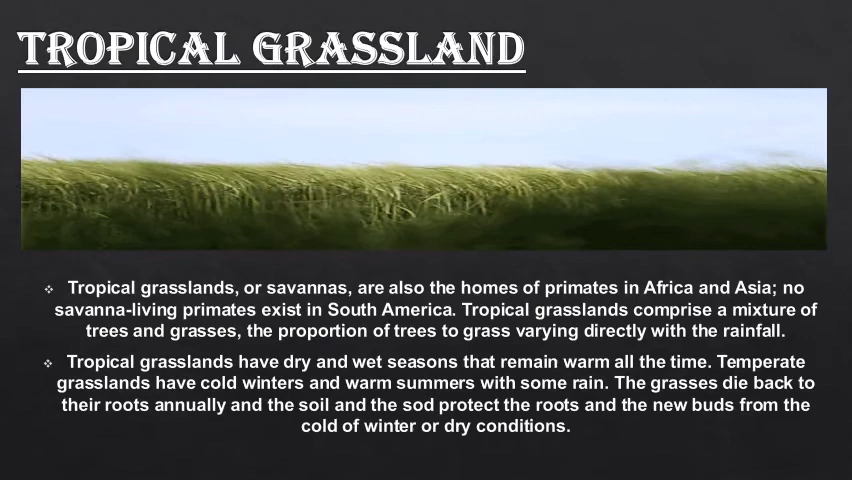 TROPICAL GRASSLAND
Tropical grasslands, or savannas, are also the homes of primates in Africa and Asia; no
savanna-living primates exist in South America. Tropical grasslands comprise a mixture of
trees and grasses, the proportion of trees to grass varying directly with the rainfall.
Tropical grasslands have dry and wet seasons that remain warm all the time. Temperate
grasslands have cold winters and warm summers with some rain. The grasses die back to
their roots annually and the soil and the sod protect the roots and the new buds from the
cold of winter or dry conditions.